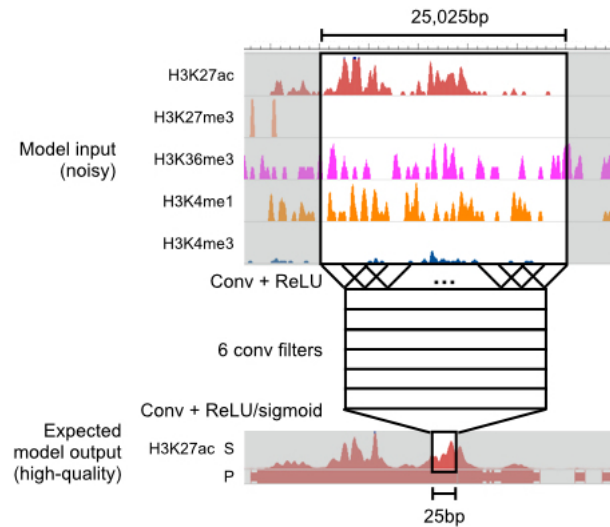 25,025bp
H3K27ac
H3K27me3
Model input
(noisy)
H3K36me3
H3K4me1
H3K4me3
Conv + ReLU
...
6 conv filters
Conv + ReLU/sigmoid
Expected
model output
(high-quality)
H3K27ac S
P
25bp